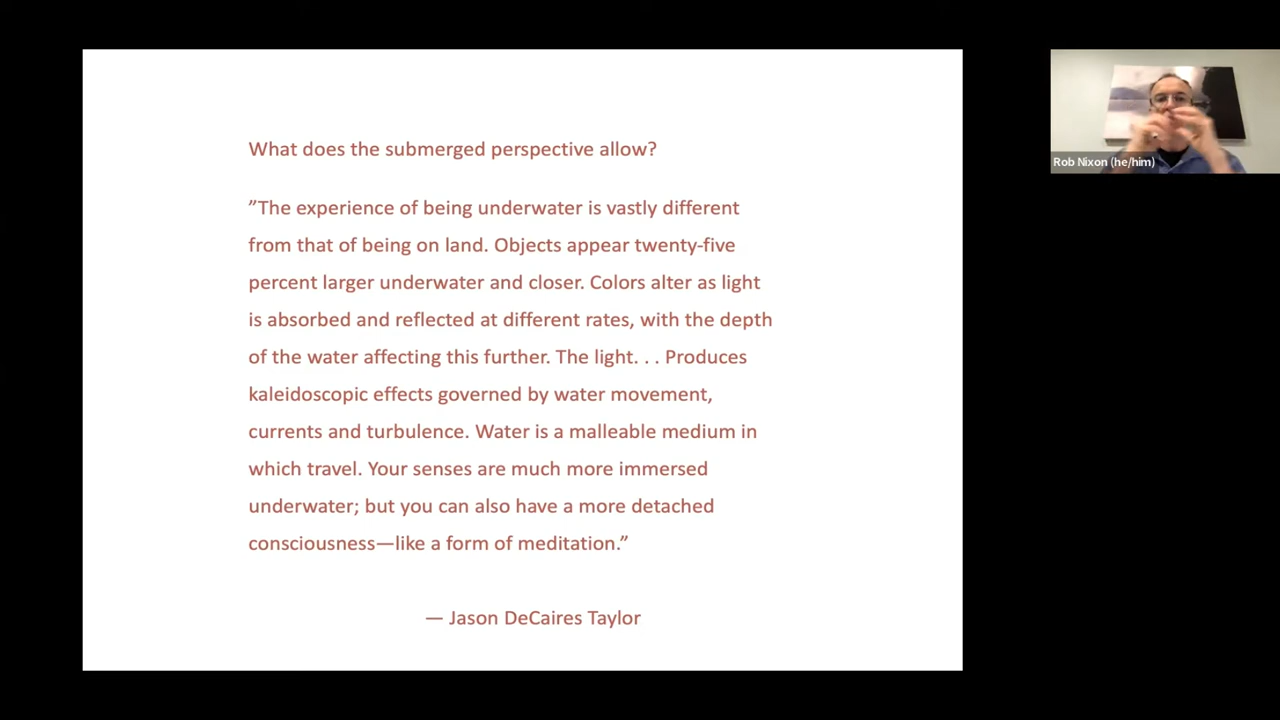 What does the submerged perspective allow?
”The experience of being underwater is vastly different
from that of being on land. Objects appear twenty-five
percent larger underwater and closer. Colors alter as light
is absorbed and reflected at different rates, with the depth
of the water affecting this further. The light. . . Produces
kaleidoscopic effects governed by water movement,
currents and turbulence. Water is a malleable medium in
which travel. Your senses are much more immersed
underwater; but you can also have a more detached
consciousness—like a form of meditation.”
— Jason DeCaires Taylor
Rob Nixon (he/him)